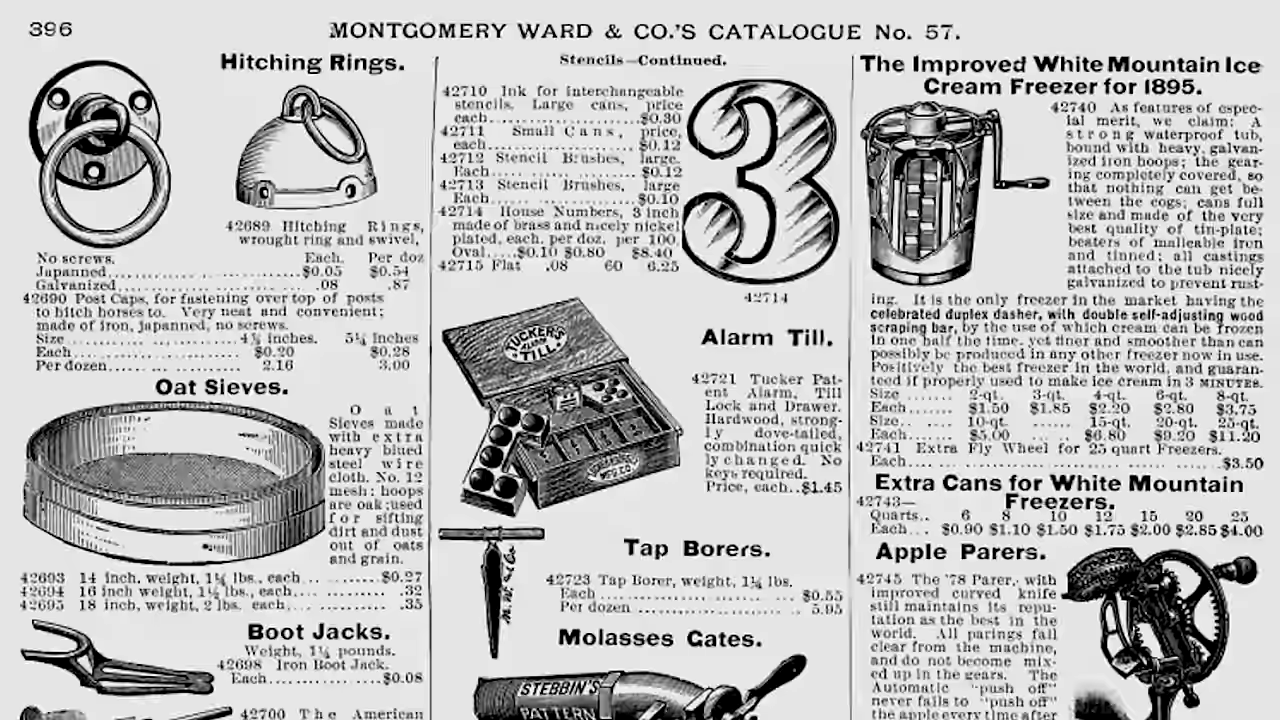 396
MONTGOMERY WARD & CO.'S CATALOGUE No. 57.
Hitching Rings.
42689 Hitching Rings,
wrought ring and swivel,
No screws. Each. Per doz
Japanned..............................$0.05 $0.54
Galvanized............................ .08 .87
42690 Post Caps, for fastening over top of posts
to hitch horses to. Very neat and convenient;
made of iron, japanned, no screws.
Size......................4½ inches. 5¼ inches
Each...................... $0.20 $0.28
Per dozen................. 2.16 3.00
Oat Sieves.
Oat
Sieves made
with extra
heavy blued
steel wire
cloth. No. 12
mesh; hoops
are oak; used
for sifting
dirt and dust
out of oats
and grain.
42693 14 inch, weight, 1¼ lbs., each... ........$0.27
42694 16 inch weight, 1½ lbs., each............ .32
42695 18 inch, weight, 2 lbs. each............. .35
Boot Jacks.
Weight, 1¼ pounds.
42698 Iron Boot Jack.
Each..................$0.08
42700 The American
Stencils—Continued.
42710 Ink for interchangeable
stencils. Large cans, price
each....................$0.30
42711 Small Cans, price,
each....................$0.12
42712 Stencil Brushes, large.
Each....................$0.12
42713 Stencil Brushes, large
Each....................$0.10
42714 House Numbers, 3 inch
made of brass and nicely nickel
plated, each. per doz. per 100.
Oval.....$0.10 $0.80 $8.40
42715 Flat .08 60 6.25
3
42714
TUCKER'S
ALARM
TILL.
Alarm Till.
42721 Tucker Pat-
ent Alarm, Till
Lock and Drawer.
Hardwood, strong-
ly dove-tailed,
combination quick
ly changed. No
keys required.
Price, each..$1.45
Tap Borers.
42723 Tap Borer, weight, 1¼ lbs.
Each ..............................$0.55
Per dozen ......................... 5.95
Molasses Gates.
STEBBIN'S
PATTERN
The Improved White Mountain Ice
Cream Freezer for 1895.
42740 As features of espec-
ial merit, we claim: A
strong waterproof tub,
bound with heavy, galvan-
ized iron hoops; the gear-
ing completely covered, so
that nothing can get be-
tween the cogs; cans full
size and made of the very
best quality of tin-plate;
beaters of malleable iron
and tinned; all castings
attached to the tub nicely
galvanized to prevent rust-
ing. It is the only freezer in the market having the
celebrated duplex dasher, with double self-adjusting wood
scraping bar, by the use of which cream can be frozen
in one half the time. yet finer and smoother than can
possibly be produced in any other freezer now in use.
Positively the best freezer in the world, and guaran-
teed if properly used to make ice cream in 3 MINUTES.
Size ....... 2-qt. 3-qt. 4-qt. 6-qt. 8-qt.
Each....... $1.50 $1.85 $2.20 $2.80 $3.75
Size.. .... 10-qt. ...... 15-qt. 20-qt. 25-qt.
Each....... $5.00 ...... $6.80 $9.20 $11.20
42741 Extra Fly Wheel for 25 quart Freezers.
Each.. ..............................$3.50
Extra Cans for White Mountain
Freezers.
42743—
Quarts.. 6 8 10 12 15 20 25
Each... $0.90 $1.10 $1.50 $1.75 $2.00 $2.85 $4.00
Apple Parers.
42745 The '78 Parer, with
improved curved knife
still maintains its repu-
tation as the best in the
world. All parings fall
clear from the machine,
and do not become mix-
ed up in the gears. The
Automatic "push off"
never fails to "push off"
the apple every time after